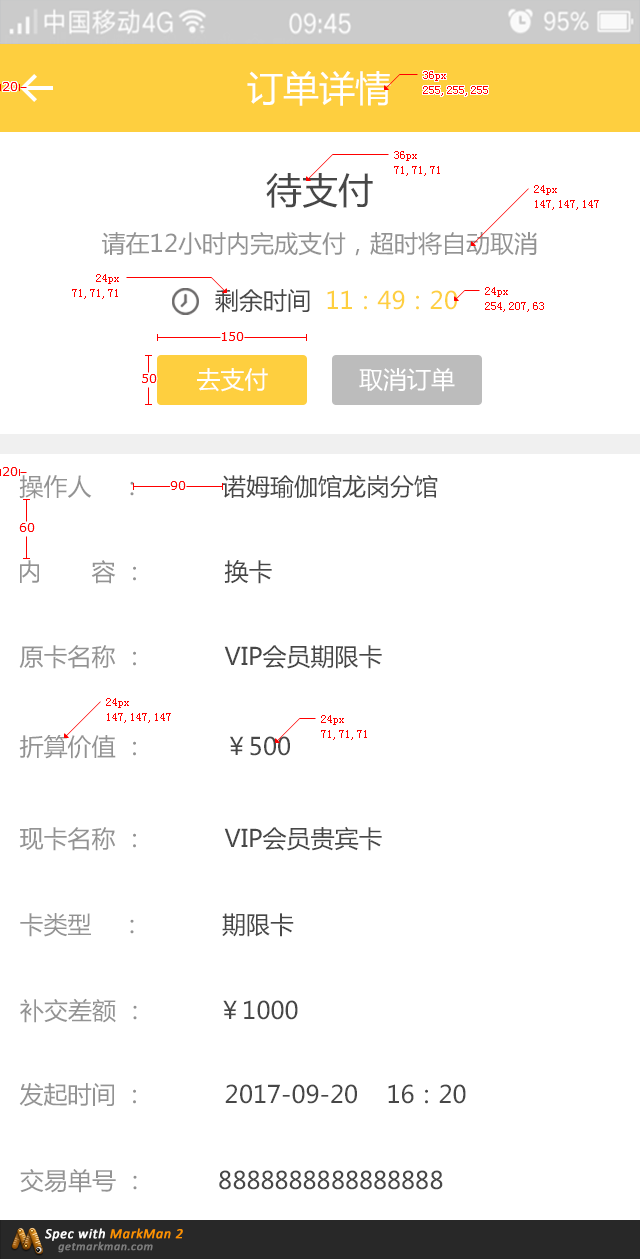 中国移动4G 09:45 95%
20 订单详情 36px
255, 255, 255
36px
71, 71, 71
待支付
24px
147, 147, 147
请在12小时内完成支付，超时将自动取消
24px
71, 71, 71
剩余时间 11：49：20
24px
254, 207, 63
150
50 去支付 取消订单
20
操作人 ： 90 诺姆瑜伽馆龙岗分馆
60
内 容 ： 换卡
原卡名称 ： VIP会员期限卡
24px
147, 147, 147
24px
71, 71, 71
折算价值 ： ￥500
现卡名称 ： VIP会员贵宾卡
卡类型 ： 期限卡
补交差额 ： ￥1000
发起时间 ： 2017-09-20 16：20
交易单号 ： 8888888888888888
Spec with MarkMan 2
getmarkman.com